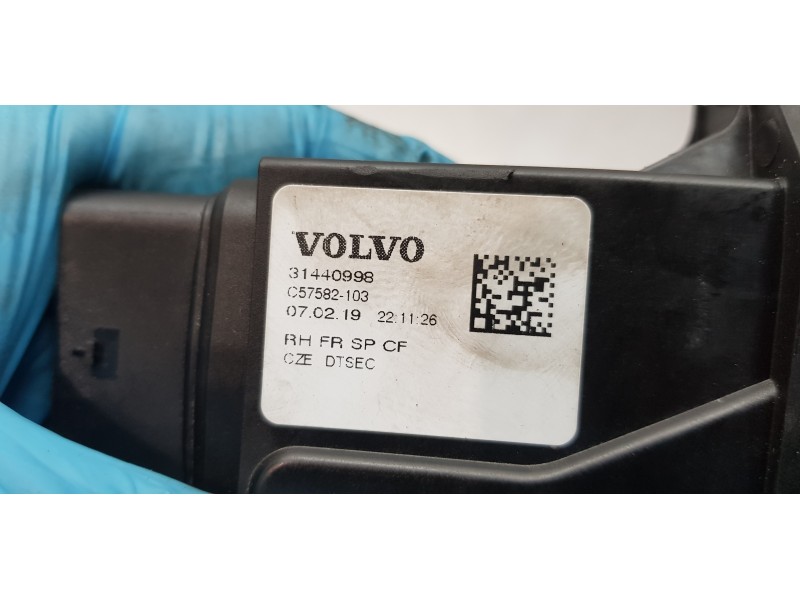 VOLVO
31440998
C57582-103
07.02.19 22:11:26
RH FR SP CF
CZE DTSEC